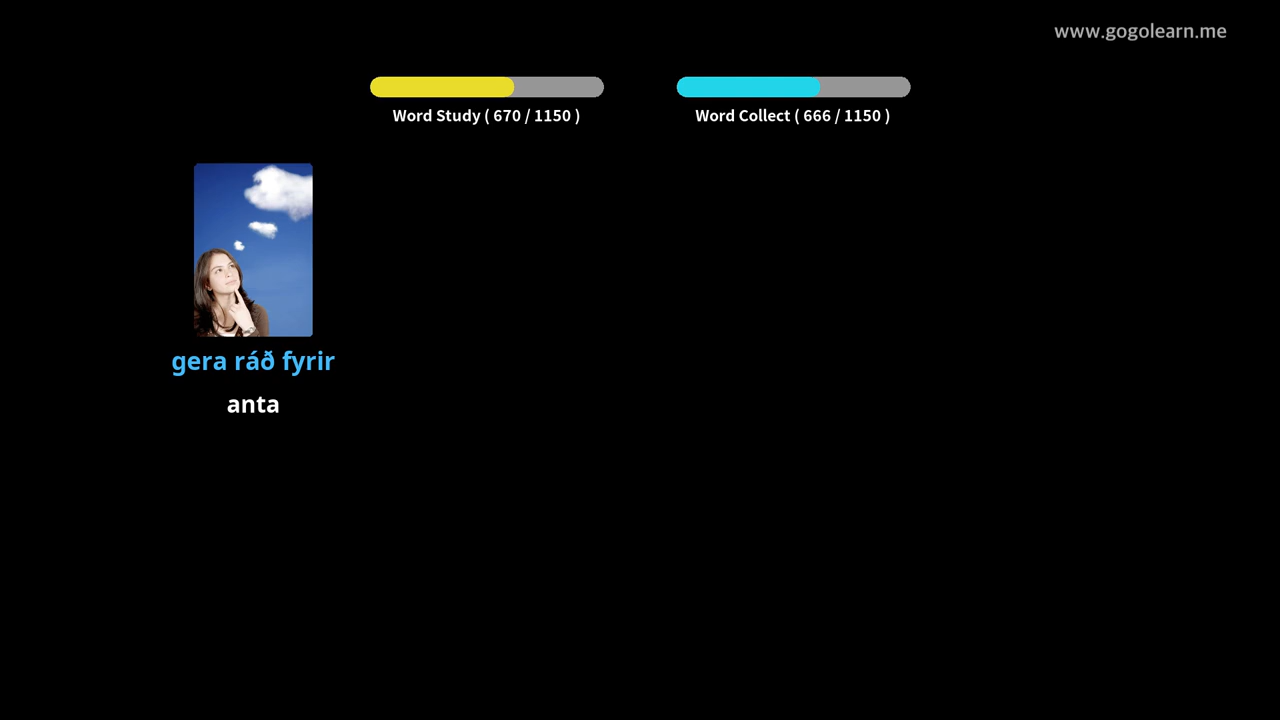 www.gogolearn.me
Word Study ( 670 / 1150 )
Word Collect ( 666 / 1150 )
gera ráð fyrir
anta